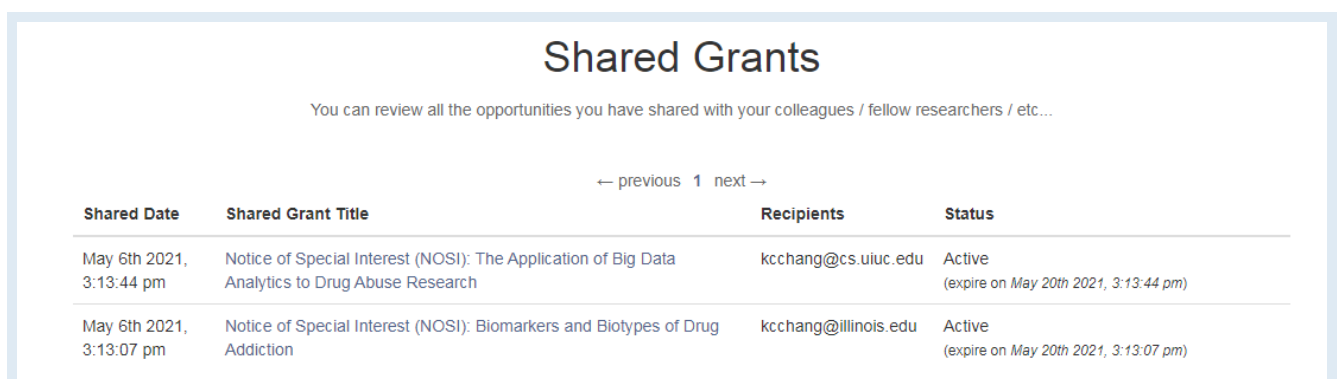 Shared Grants
You can review all the opportunities you have shared with your colleagues / fellow researchers / etc...
← previous 1 next →
Shared Date Shared Grant Title Recipients Status
May 6th 2021, Notice of Special Interest (NOSI): The Application of Big Data kcchang@cs.uiuc.edu Active
3:13:44 pm Analytics to Drug Abuse Research (expire on May 20th 2021, 3:13:44 pm)
May 6th 2021, Notice of Special Interest (NOSI): Biomarkers and Biotypes of Drug kcchang@illinois.edu Active
3:13:07 pm Addiction (expire on May 20th 2021, 3:13:07 pm)